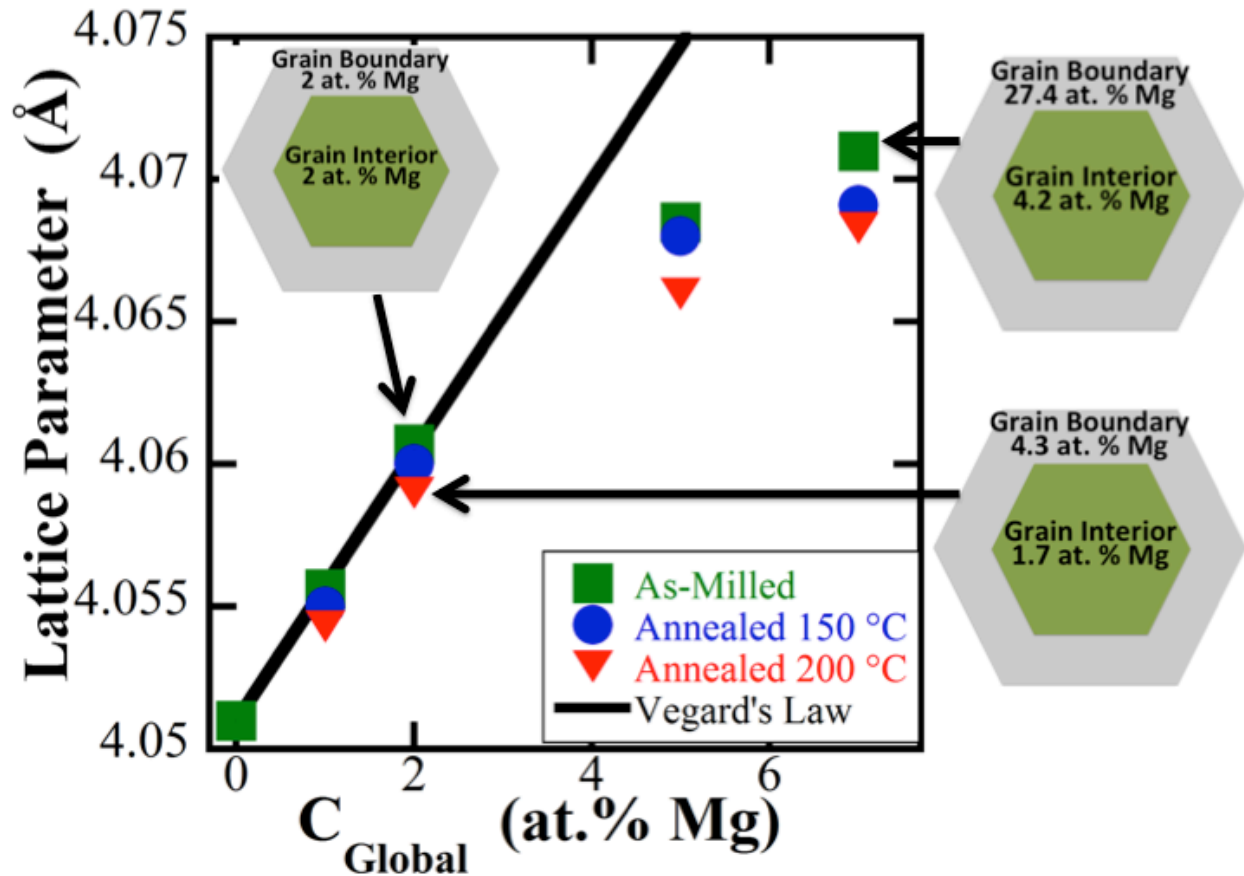 4.075
4.07
4.065
4.06
4.055
4.05
Lattice Parameter (Å)
Grain Boundary
2 at. % Mg
Grain Interior
2 at. % Mg
Grain Boundary
27.4 at. % Mg
Grain Interior
4.2 at. % Mg
Grain Boundary
4.3 at. % Mg
Grain Interior
1.7 at. % Mg
As-Milled
Annealed 150 °C
Annealed 200 °C
Vegard's Law
0 2 4 6
C Global (at.% Mg)